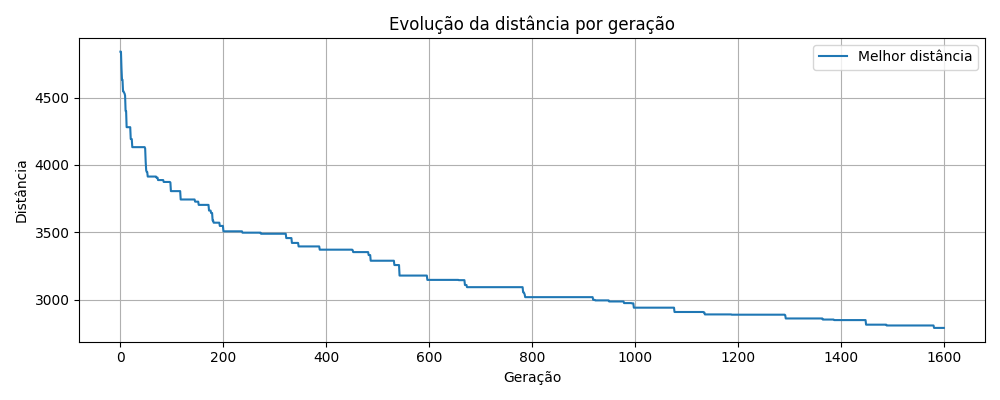 Evolução da distância por geração
Melhor distância
Distância
4500
4000
3500
3000
0 200 400 600 800 1000 1200 1400 1600
Geração